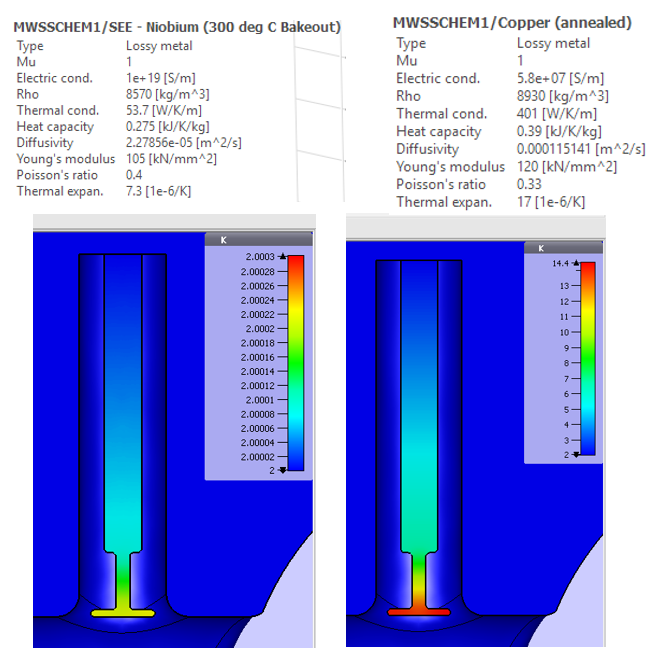 MWSSCHEM1/SEE - Niobium (300 deg C Bakeout)
Type Lossy metal
Mu 1
Electric cond. 1e+19 [S/m]
Rho 8570 [kg/m^3]
Thermal cond. 53.7 [W/K/m]
Heat capacity 0.275 [kJ/K/kg]
Diffusivity 2.27856e-05 [m^2/s]
Young's modulus 105 [kN/mm^2]
Poisson's ratio 0.4
Thermal expan. 7.3 [1e-6/K]
MWSSCHEM1/Copper (annealed)
Type Lossy metal
Mu 1
Electric cond. 5.8e+07 [S/m]
Rho 8930 [kg/m^3]
Thermal cond. 401 [W/K/m]
Heat capacity 0.39 [kJ/K/kg]
Diffusivity 0.000115141 [m^2/s]
Young's modulus 120 [kN/mm^2]
Poisson's ratio 0.33
Thermal expan. 17 [1e-6/K]
K
2.0003
2.00028
2.00026
2.00024
2.00022
2.0002
2.00018
2.00016
2.00014
2.00012
2.0001
2.00008
2.00006
2.00004
2.00002
2
K
14.4
13
12
11
10
9
8
7
6
5
4
3
2